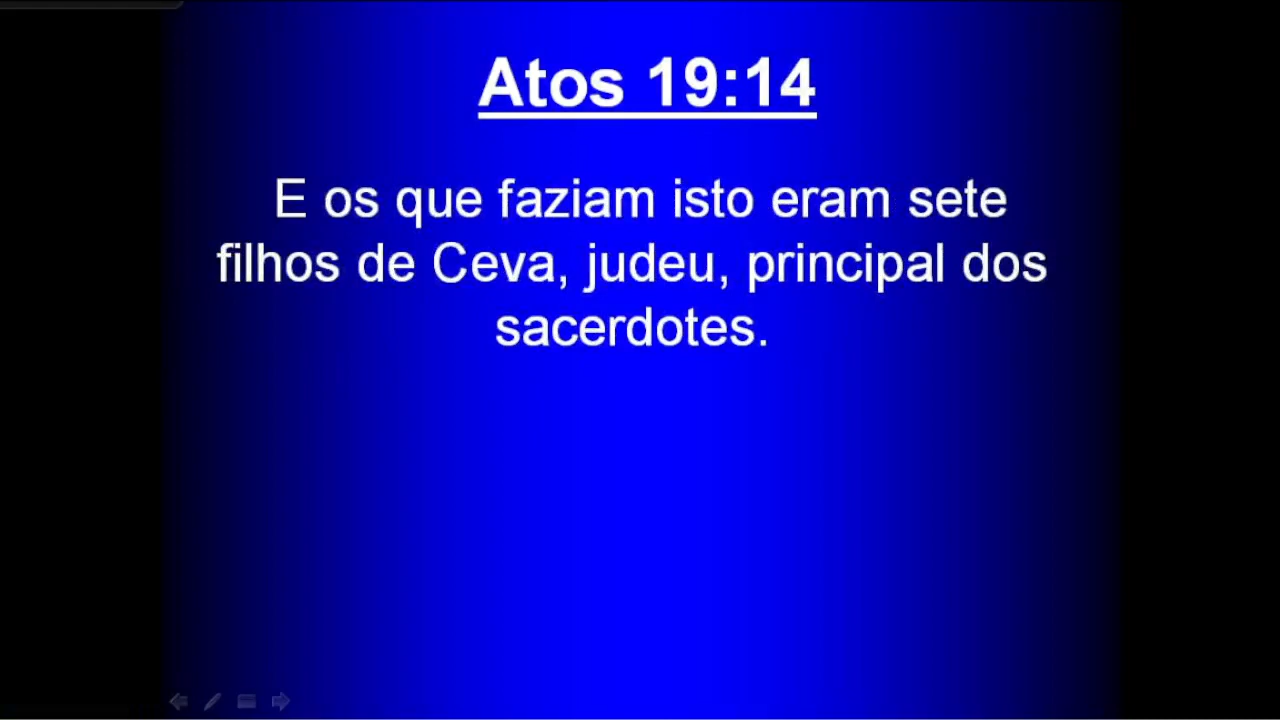 Atos 19:14
E os que faziam isto eram sete
filhos de Ceva, judeu, principal dos
sacerdotes.